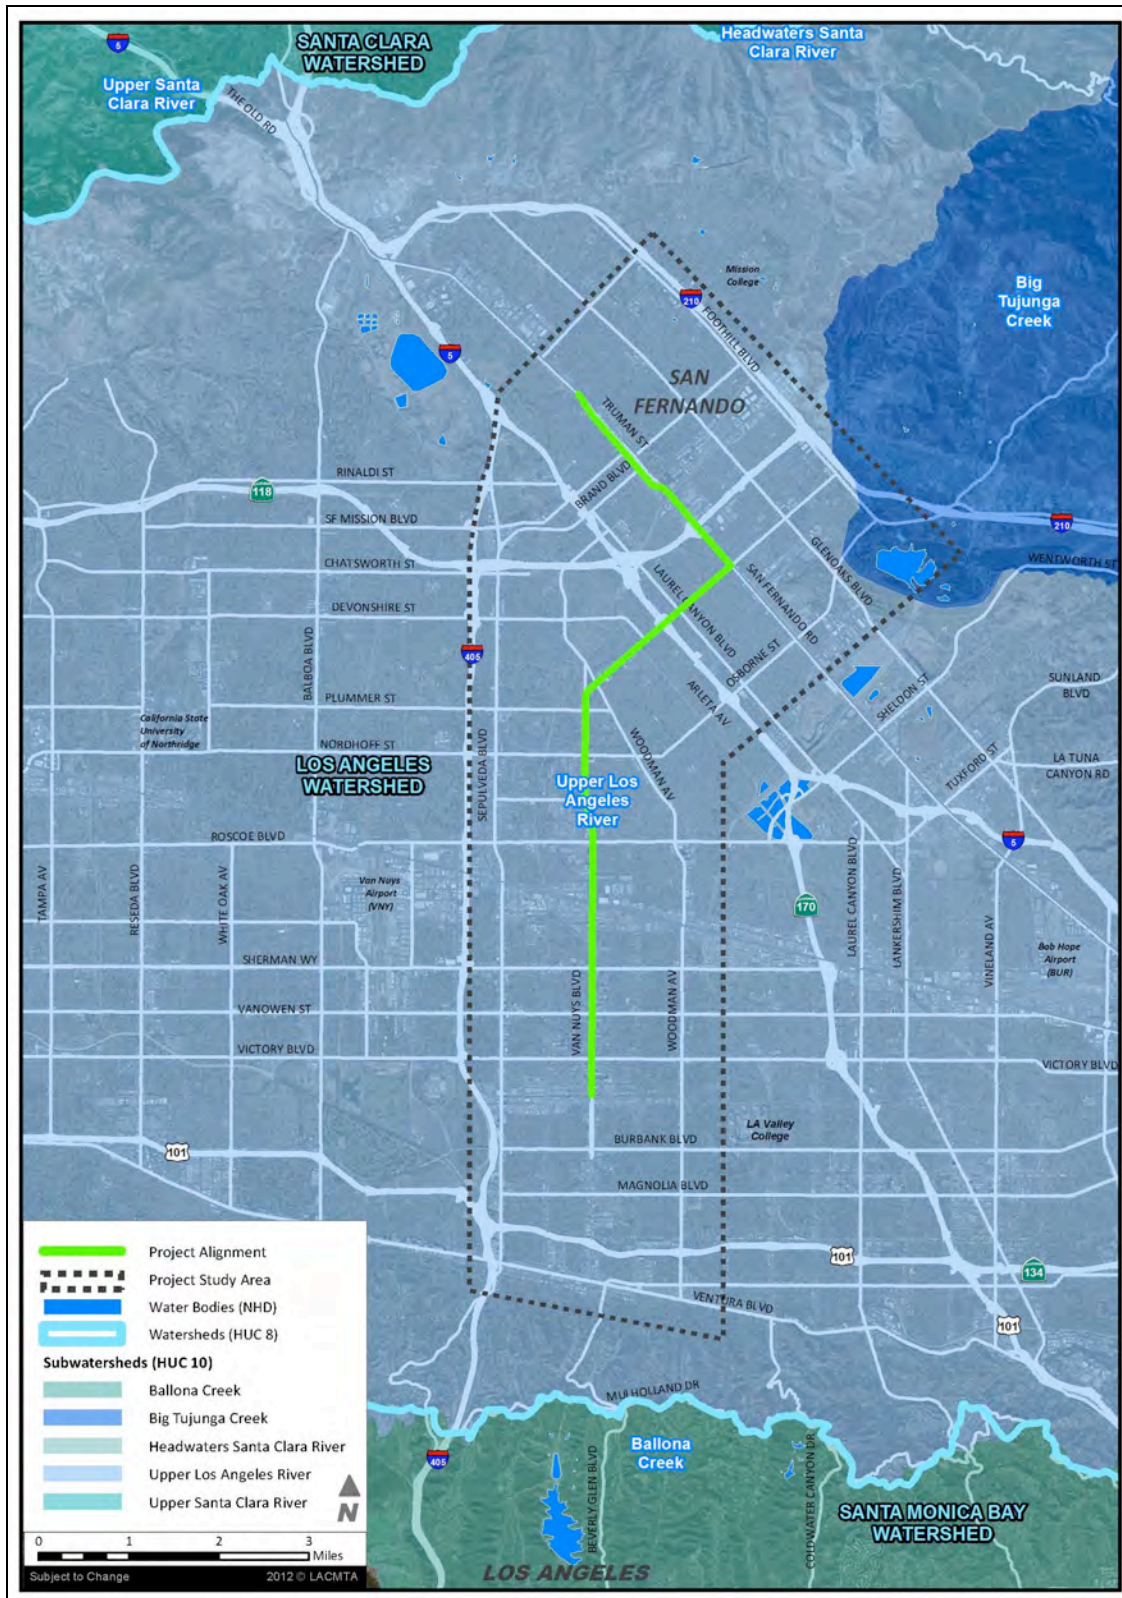 5
SANTA CLARA
WATERSHED
Headwaters Santa
Clara River
Upper Santa
Clara River
THE OLD RD
Mission
College
210
FOOTHILL BLVD
Big
Tujunga
Creek
5
SAN
FERNANDO
TRUMAN ST
RINALDI ST
118
BRAND BLVD
SF MISSION BLVD
210
CHATSWORTH ST
GLENOAKS BLVD
WENTWORTH ST
LAUREL CANYON BLVD
SAN FERNANDO RD
DEVONSHIRE ST
405
BALBOA BLVD
OSBORNE ST
ARLETA AV
SHELDON ST
SUNLAND
BLVD
PLUMMER ST
California State
University
of Northridge
NORDHOFF ST
WOODMAN AV
TUXFORD ST
LA TUNA
CANYON RD
LOS ANGELES
WATERSHED
SEPULVEDA BLVD
Upper Los
Angeles
River
ROSCOE BLVD
5
TAMPA AV
RESEDA BLVD
WHITE OAK AV
Van Nuys
Airport
(VNY)
170
LAUREL CANYON BLVD
LANKERSHIM BLVD
VINELAND AV
Bob Hope
Airport
(BUR)
SHERMAN WY
VANOWEN ST
VAN NUYS BLVD
WOODMAN AV
VICTORY BLVD
VICTORY BLVD
LA Valley
College
BURBANK BLVD
101
MAGNOLIA BLVD
101
134
VENTURA BLVD
101
MULHOLLAND DR
405
BEVERLY GLEN BLVD
Ballona
Creek
COLDWATER CANYON DR
SANTA MONICA BAY
WATERSHED
LOS ANGELES
Project Alignment
Project Study Area
Water Bodies (NHD)
Watersheds (HUC 8)
Subwatersheds (HUC 10)
Ballona Creek
Big Tujunga Creek
Headwaters Santa Clara River
Upper Los Angeles River
Upper Santa Clara River
N
0 1 2 3
Miles
Subject to Change 2012 © LACMTA